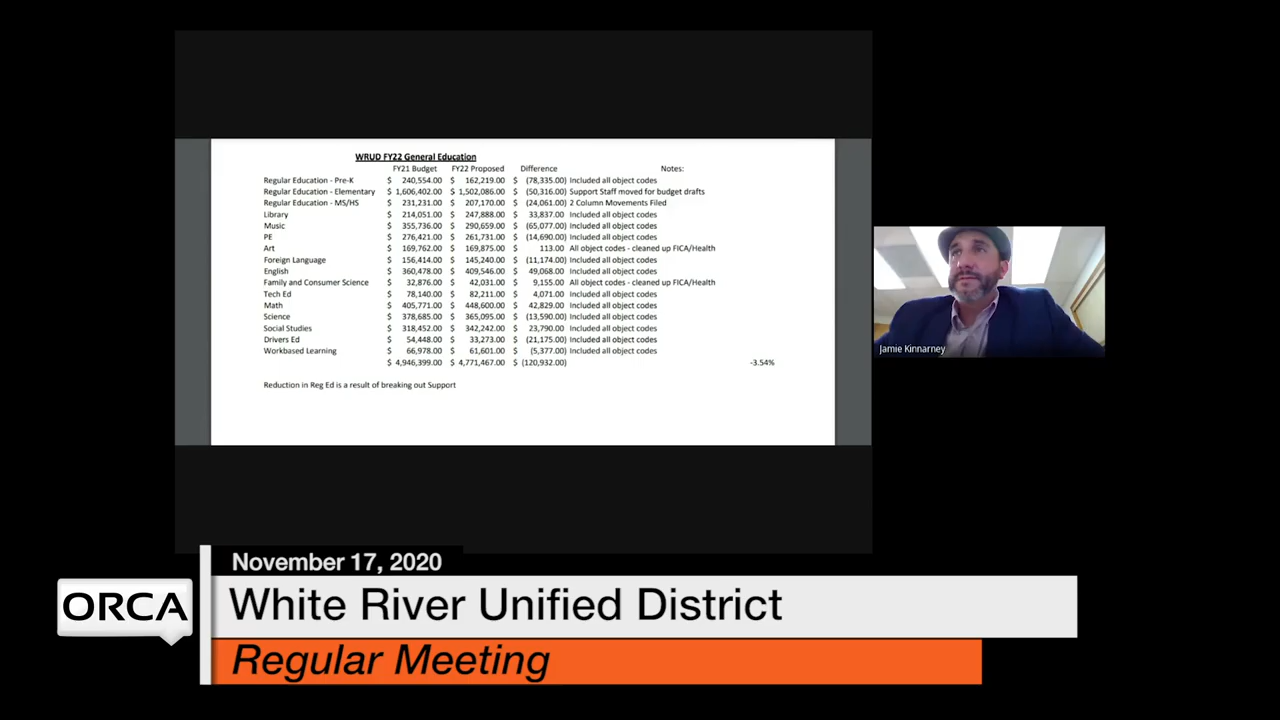 WRUD FY22 General Education
FY21 Budget FY22 Proposed Difference Notes:
Regular Education - Pre-K $ 240,554.00 $ 162,219.00 $ (78,335.00) Included all object codes
Regular Education - Elementary $ 1,606,402.00 $ 1,502,086.00 $ (50,316.00) Support Staff moved for budget drafts
Regular Education - MS/HS $ 231,231.00 $ 207,170.00 $ (24,061.00) 2 Column Movements Filed
Library $ 214,051.00 $ 247,888.00 $ 33,837.00 Included all object codes
Music $ 355,736.00 $ 290,659.00 $ (65,077.00) Included all object codes
PE $ 276,421.00 $ 261,731.00 $ (14,690.00) Included all object codes
Art $ 169,762.00 $ 169,875.00 $ 113.00 All object codes - cleaned up FICA/Health
Foreign Language $ 156,414.00 $ 145,240.00 $ (11,174.00) Included all object codes
English $ 360,478.00 $ 409,546.00 $ 49,068.00 Included all object codes
Family and Consumer Science $ 32,876.00 $ 42,031.00 $ 9,155.00 All object codes - cleaned up FICA/Health
Tech Ed $ 78,140.00 $ 82,211.00 $ 4,071.00 Included all object codes
Math $ 405,771.00 $ 448,600.00 $ 42,829.00 Included all object codes
Science $ 378,685.00 $ 365,095.00 $ (13,590.00) Included all object codes
Social Studies $ 318,452.00 $ 342,242.00 $ 23,790.00 Included all object codes
Drivers Ed $ 54,448.00 $ 33,273.00 $ (21,175.00) Included all object codes
Workbased Learning $ 66,978.00 $ 61,601.00 $ (5,377.00) Included all object codes
$ 4,946,399.00 $ 4,771,467.00 $ (120,932.00) -3.54%
Reduction in Reg Ed is a result of breaking out Support
Jamie Kinnarney
November 17, 2020
ORCA
White River Unified District
Regular Meeting